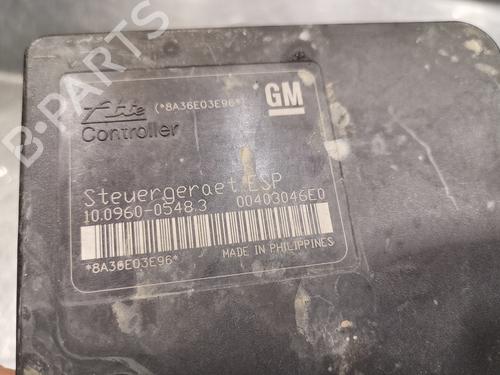 Ate (*8A36E03E96*)
GM
Controller
Steuergeraet ESP
10.0960-0548.3 00403046E0
*8A36E03E96*
MADE IN PHILIPPINES
B-PARTS